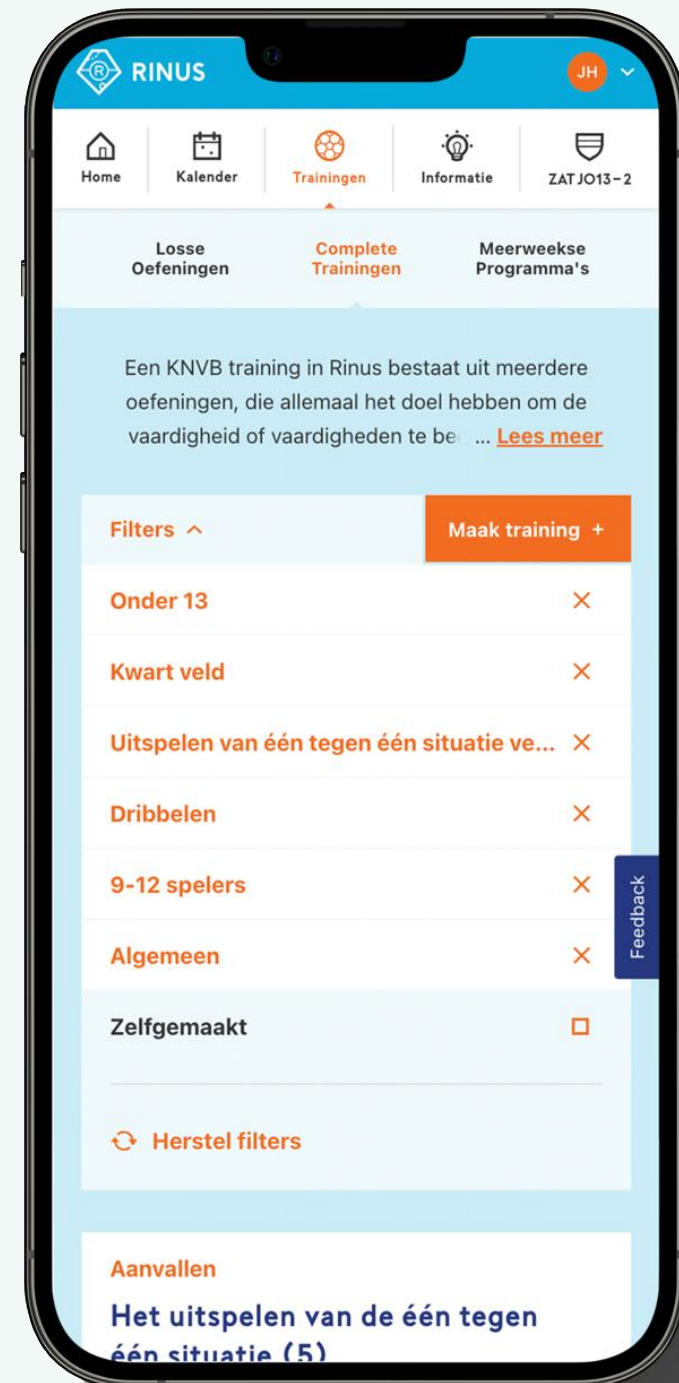 RINUS
JH
Home
Kalender
Trainingen
Informatie
ZAT JO13-2
Losse
Oefeningen
Complete
Trainingen
Meerweekse
Programma's
Een KNVB training in Rinus bestaat uit meerdere
oefeningen, die allemaal het doel hebben om de
vaardigheid of vaardigheden te be ... Lees meer
Filters
Maak training +
Onder 13
Kwart veld
Uitspelen van één tegen één situatie ve...
Dribbelen
9-12 spelers
Feedback
Algemeen
Zelfgemaakt
Herstel filters
Aanvallen
Het uitspelen van de één tegen
één situatie (5)